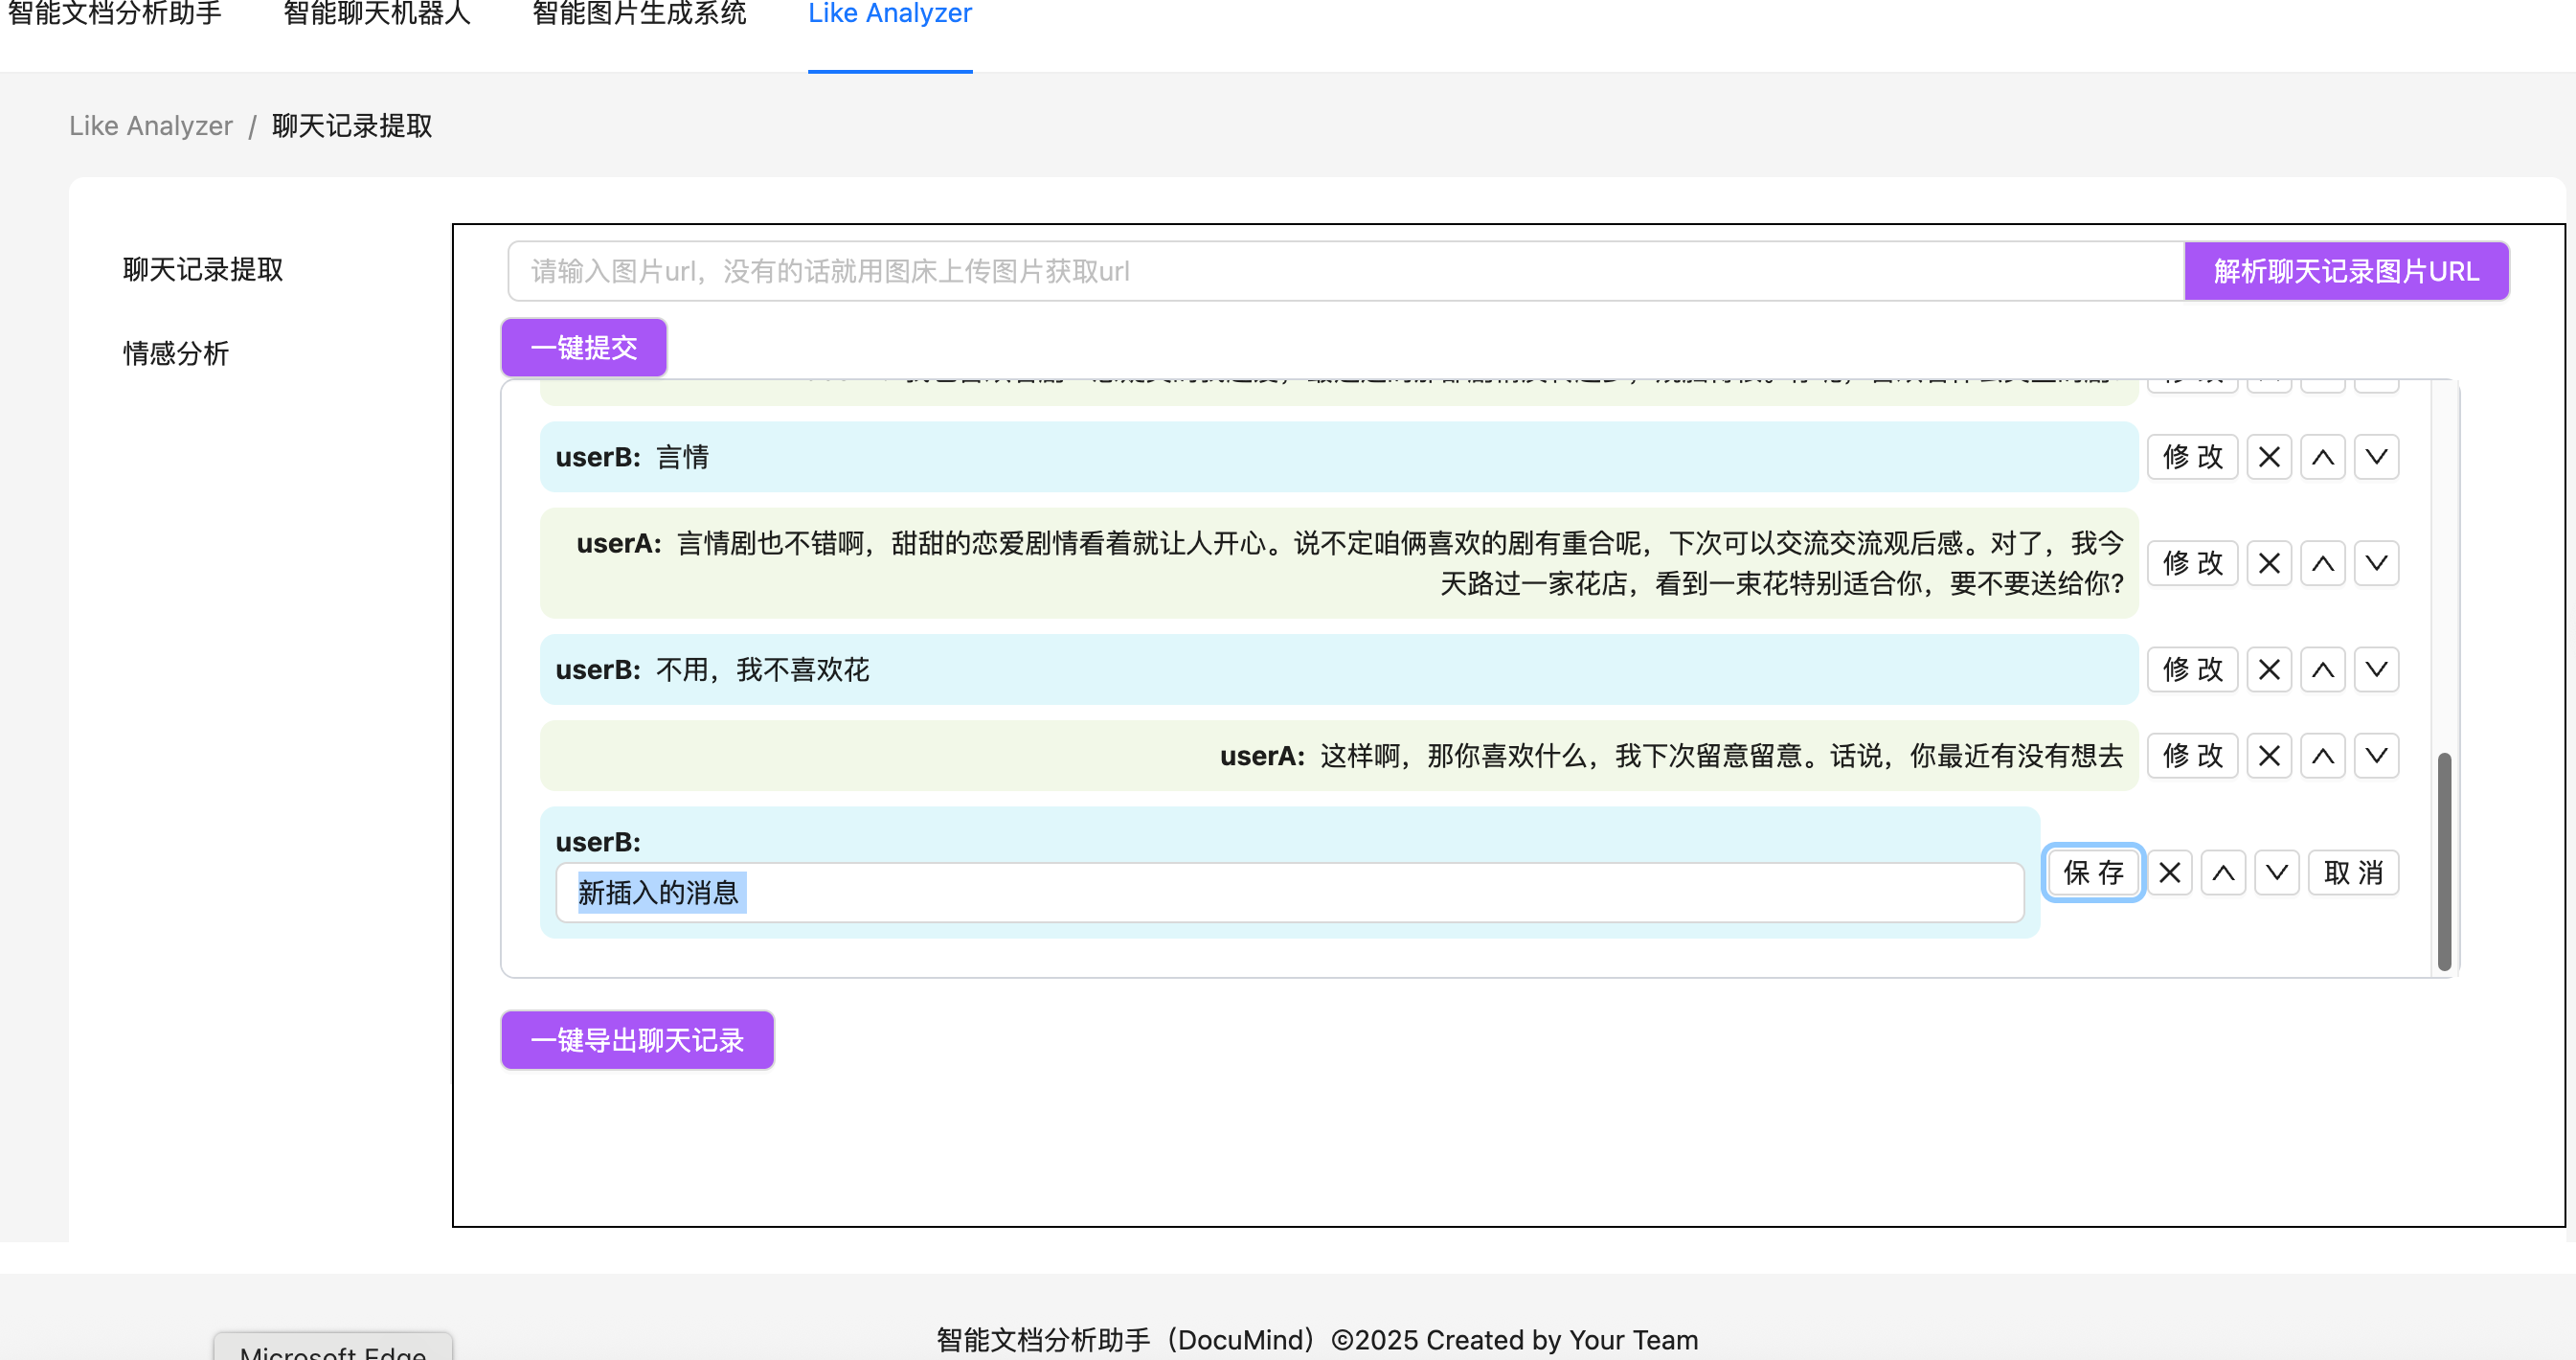 智能文档分析助手 智能聊天机器人 智能图片生成系统 Like Analyzer
Like Analyzer / 聊天记录提取
聊天记录提取
情感分析
请输入图片url，没有的话就用图床上传图片获取url
解析聊天记录图片URL
一键提交
userB: 言情
修 改
userA: 言情剧也不错啊，甜甜的恋爱剧情看着就让人开心。说不定咱俩喜欢的剧有重合呢，下次可以交流交流观后感。对了，我今
天路过一家花店，看到一束花特别适合你，要不要送给你?
修 改
userB: 不用，我不喜欢花
修 改
userA: 这样啊，那你喜欢什么，我下次留意留意。话说，你最近有没有想去
修 改
userB:
新插入的消息
保 存
取 消
一键导出聊天记录
智能文档分析助手（DocuMind）©2025 Created by Your Team
Microsoft Edge